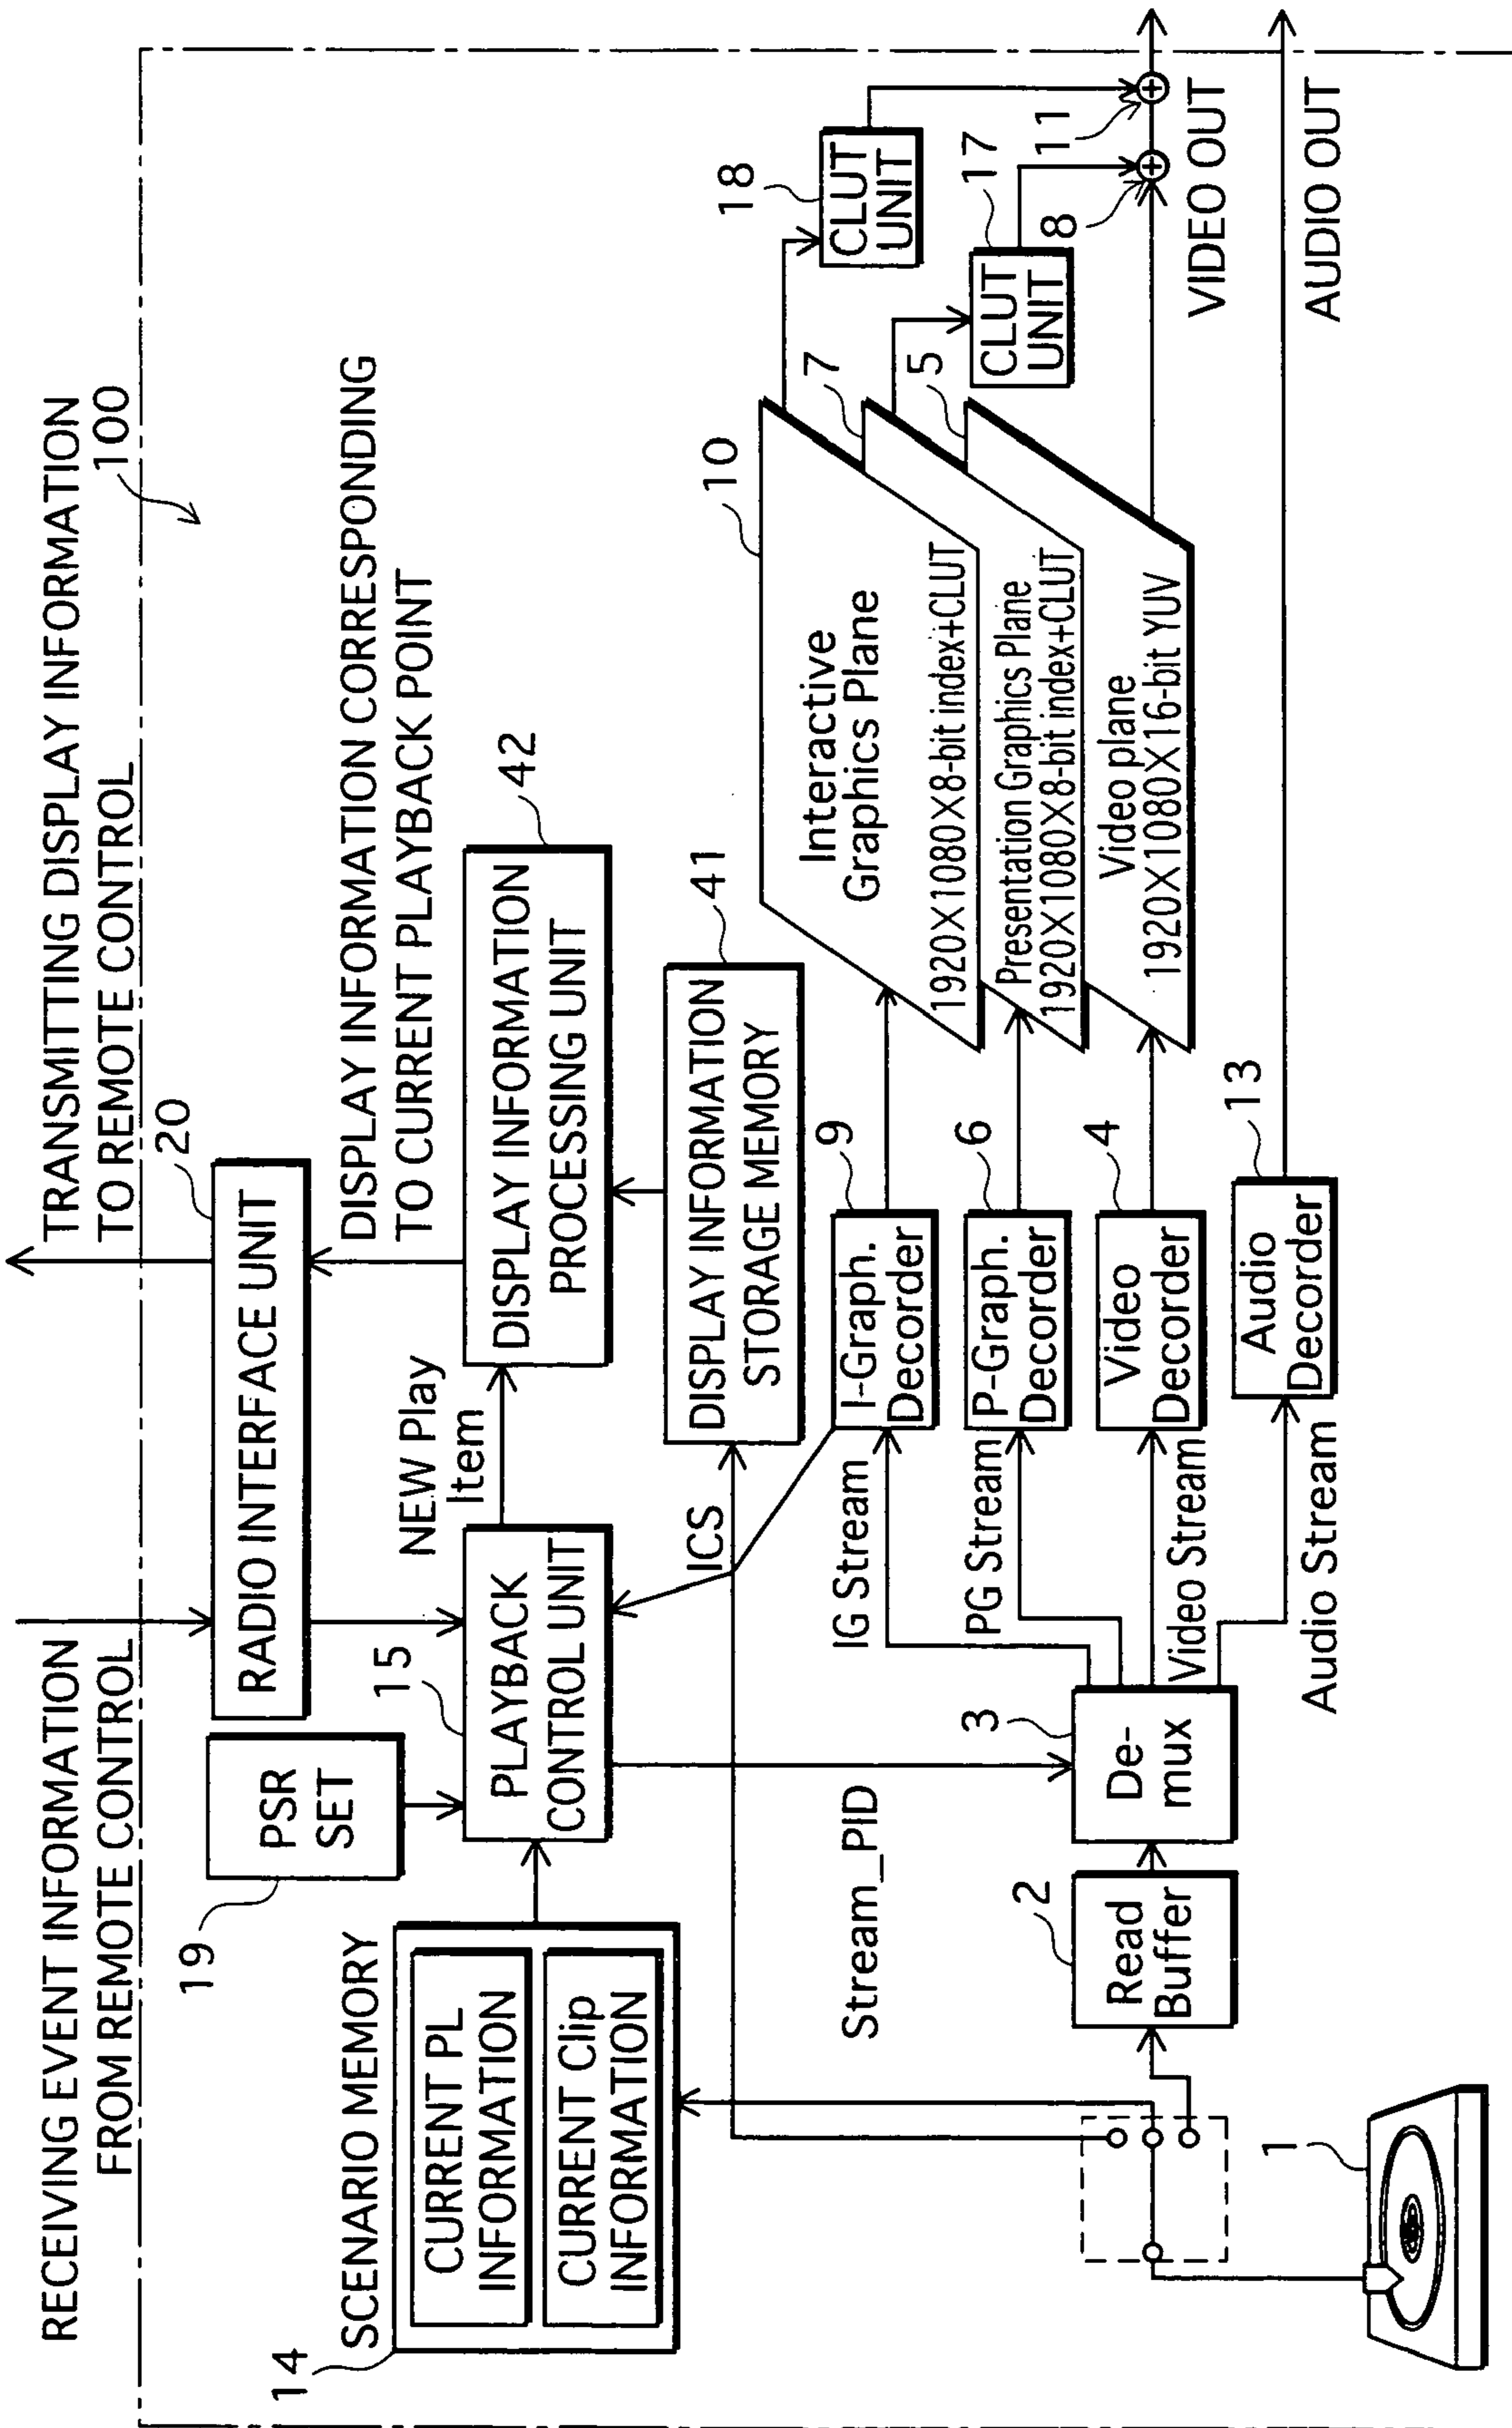 RECEIVING EVENT INFORMATION
FROM REMOTE CONTROL
TRANSMITTING DISPLAY INFORMATION
TO REMOTE CONTROL
100
19
PSR
SET
20
RADIO INTERFACE UNIT
14
SCENARIO MEMORY
CURRENT PL
INFORMATION
CURRENT Clip
INFORMATION
15
PLAYBACK
CONTROL UNIT
NEW Play
Item
DISPLAY INFORMATION CORRESPONDING
TO CURRENT PLAYBACK POINT
42
DISPLAY INFORMATION
PROCESSING UNIT
41
DISPLAY INFORMATION
STORAGE MEMORY
ICS
Stream_PID
1
2
Read
Buffer
3
De-
mux
IG Stream
PG Stream
Video Stream
Audio Stream
9
I-Graph.
Decorder
6
P-Graph.
Decorder
4
Video
Decorder
13
Audio
Decorder
10
Interactive
Graphics Plane
1920×1080×8-bit index+CLUT
7
Presentation Graphics Plane
1920×1080×8-bit index+CLUT
5
Video plane
1920×1080×16-bit YUV
18
CLUT
UNIT
17
CLUT
UNIT
8
11
VIDEO OUT
AUDIO OUT